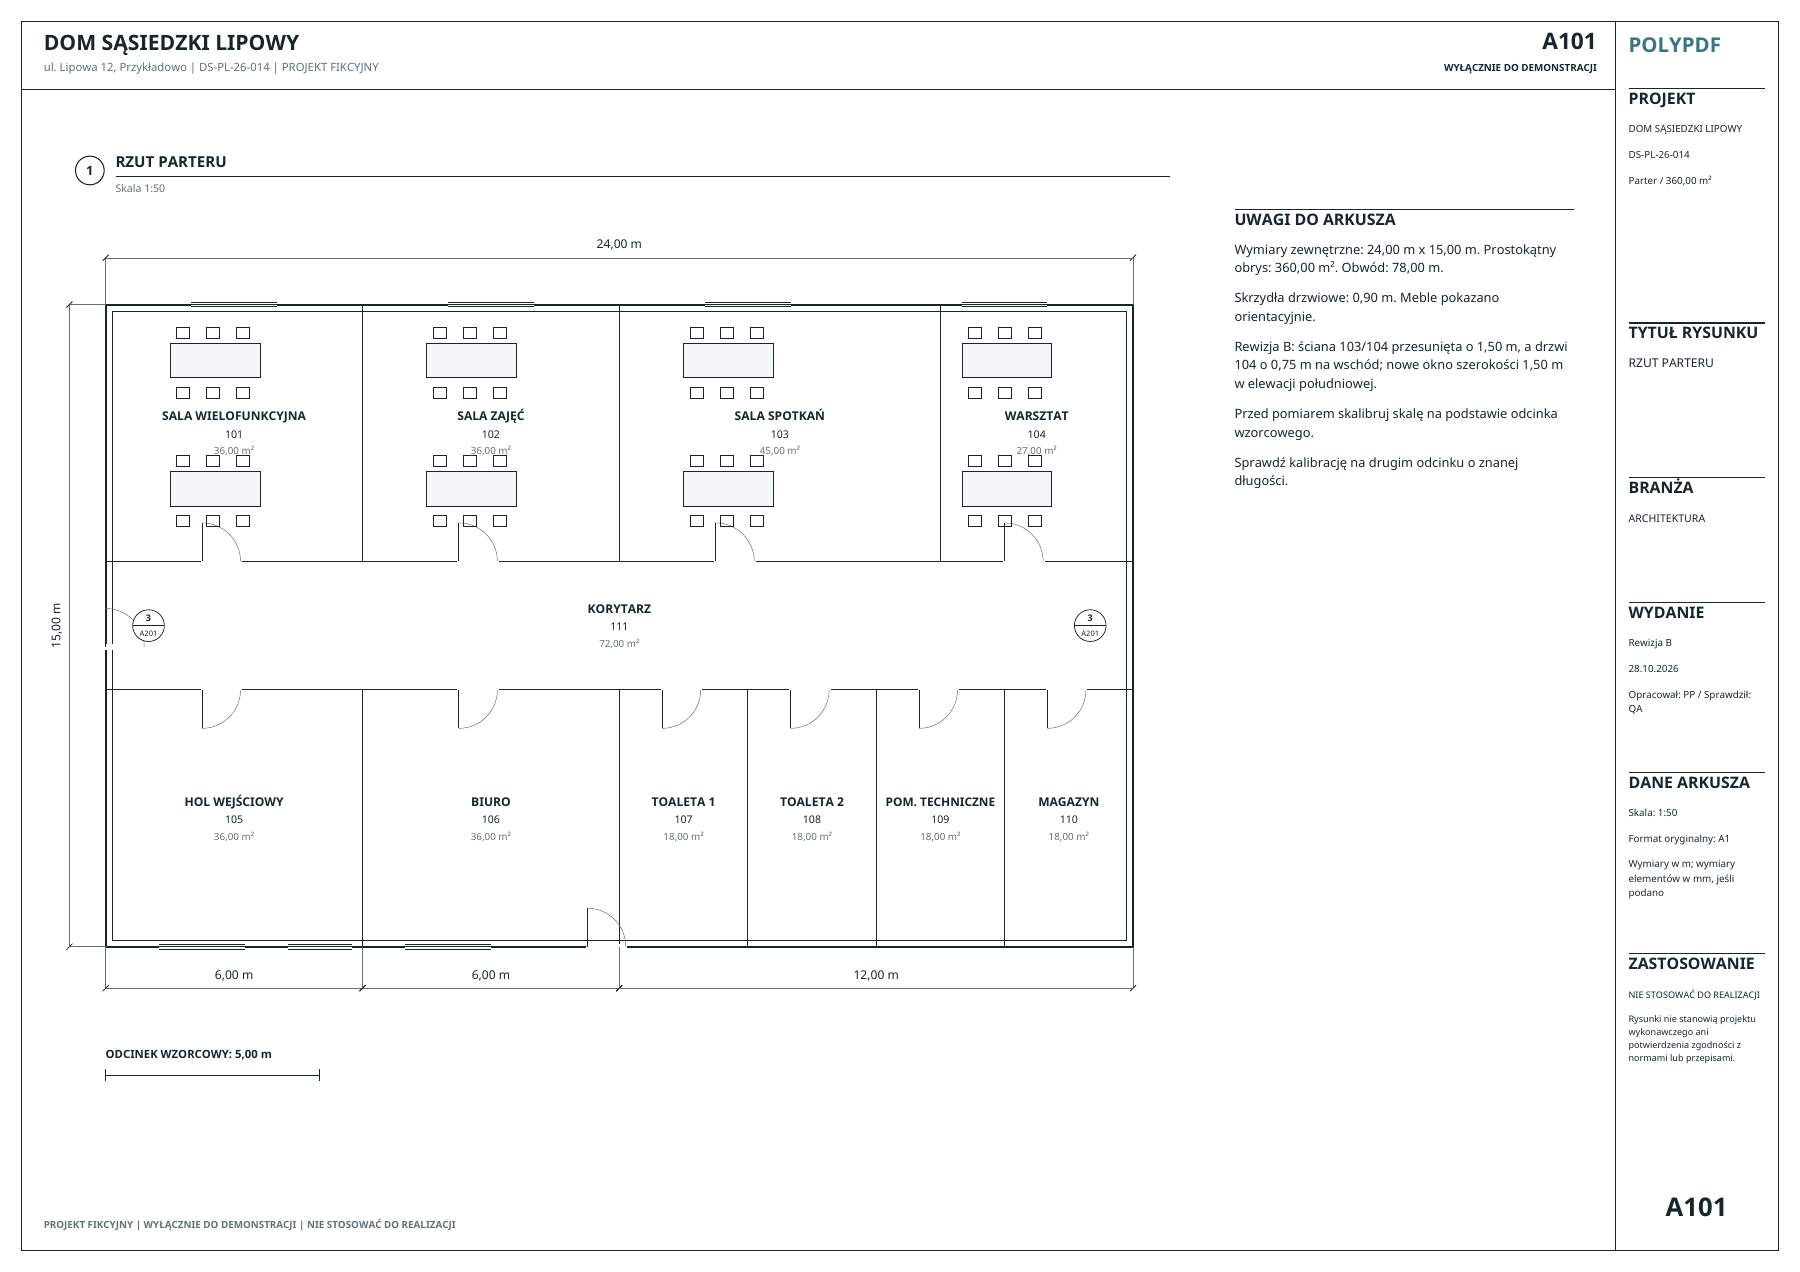 DOM SĄSIEDZKI LIPOWY
ul. Lipowa 12, Przykładowo | DS-PL-26-014 | PROJEKT FIKCYJNY
A101
WYŁĄCZNIE DO DEMONSTRACJI
1
RZUT PARTERU
Skala 1:50
24,00 m
15,00 m
SALA WIELOFUNKCYJNA
101
36,00 m²
SALA ZAJĘĆ
102
36,00 m²
SALA SPOTKAŃ
103
45,00 m²
WARSZTAT
104
27,00 m²
3
A201
KORYTARZ
111
72,00 m²
3
A201
HOL WEJŚCIOWY
105
36,00 m²
BIURO
106
36,00 m²
TOALETA 1
107
18,00 m²
TOALETA 2
108
18,00 m²
POM. TECHNICZNE
109
18,00 m²
MAGAZYN
110
18,00 m²
6,00 m
6,00 m
12,00 m
ODCINEK WZORCOWY: 5,00 m
UWAGI DO ARKUSZA
Wymiary zewnętrzne: 24,00 m x 15,00 m. Prostokątny
obrys: 360,00 m². Obwód: 78,00 m.
Skrzydła drzwiowe: 0,90 m. Meble pokazano
orientacyjnie.
Rewizja B: ściana 103/104 przesunięta o 1,50 m, a drzwi
104 o 0,75 m na wschód; nowe okno szerokości 1,50 m
w elewacji południowej.
Przed pomiarem skalibruj skalę na podstawie odcinka
wzorcowego.
Sprawdź kalibrację na drugim odcinku o znanej
długości.
POLYPDF
PROJEKT
DOM SĄSIEDZKI LIPOWY
DS-PL-26-014
Parter / 360,00 m²
TYTUŁ RYSUNKU
RZUT PARTERU
BRANŻA
ARCHITEKTURA
WYDANIE
Rewizja B
28.10.2026
Opracował: PP / Sprawdził:
QA
DANE ARKUSZA
Skala: 1:50
Format oryginalny: A1
Wymiary w m; wymiary
elementów w mm, jeśli
podano
ZASTOSOWANIE
NIE STOSOWAĆ DO REALIZACJI
Rysunki nie stanowią projektu
wykonawczego ani
potwierdzenia zgodności z
normami lub przepisami.
A101
PROJEKT FIKCYJNY | WYŁĄCZNIE DO DEMONSTRACJI | NIE STOSOWAĆ DO REALIZACJI